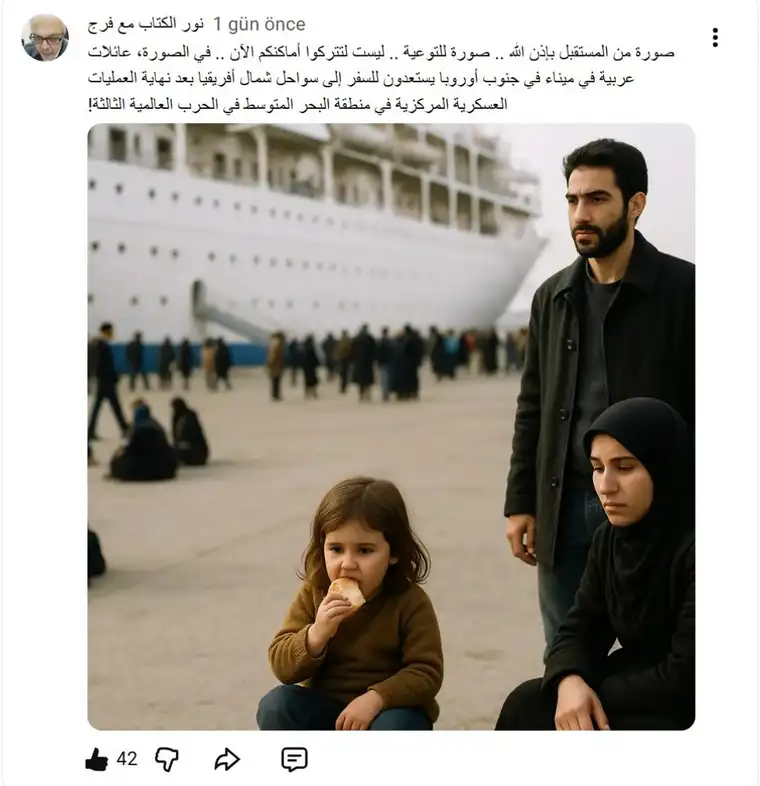 نور الكتاب مع فرج 1 gün önce
صورة من المستقبل بإذن الله .. صورة للتوعية .. ليست لتتركوا أماكنكم الآن .. في الصورة، عائلات
عربية في ميناء في جنوب أوروبا يستعدون للسفر إلى سواحل شمال أفريقيا بعد نهاية العمليات
العسكرية المركزية في منطقة البحر المتوسط في الحرب العالمية الثالثة!
42